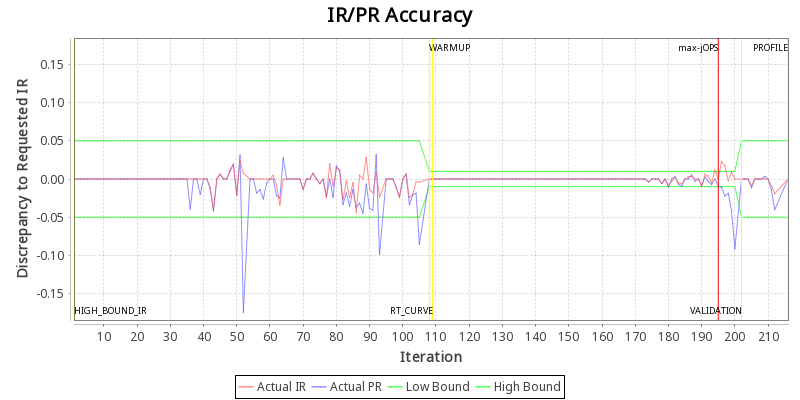 IR/PR Accuracy
Discrepancy to Requested IR
0.15
0.10
0.05
0.00
-0.05
-0.10
-0.15
WARMUP
max-jOPS
PROFILE
HIGH_BOUND_IR
RT_CURVE
VALIDATION
10 20 30 40 50 60 70 80 90 100 110 120 130 140 150 160 170 180 190 200 210
Iteration
Actual IR Actual PR Low Bound High Bound